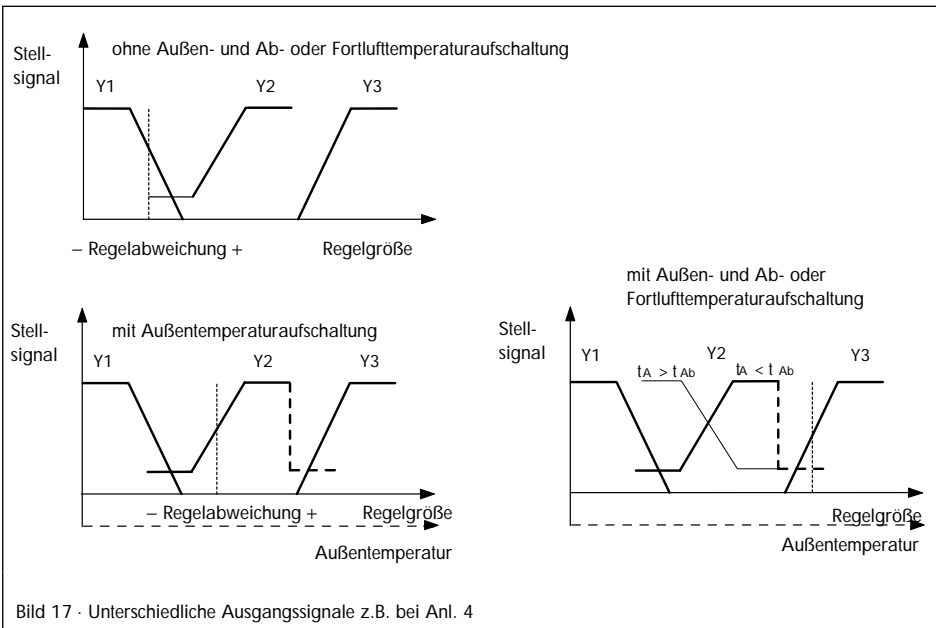 ohne Außen- und Ab- oder Fortlufttemperaturaufschaltung
Stell-
signal
Y1
Y2
Y3
– Regelabweichung +
Regelgröße
mit Außentemperaturaufschaltung
Stell-
signal
Y1
Y2
Y3
– Regelabweichung +
Regelgröße
Außentemperatur
mit Außen- und Ab- oder
Fortlufttemperaturaufschaltung
Stell-
signal
Y1
Y2
Y3
tA > t Ab
tA < t Ab
Regelgröße
Außentemperatur
Bild 17 · Unterschiedliche Ausgangssignale z.B. bei Anl. 4